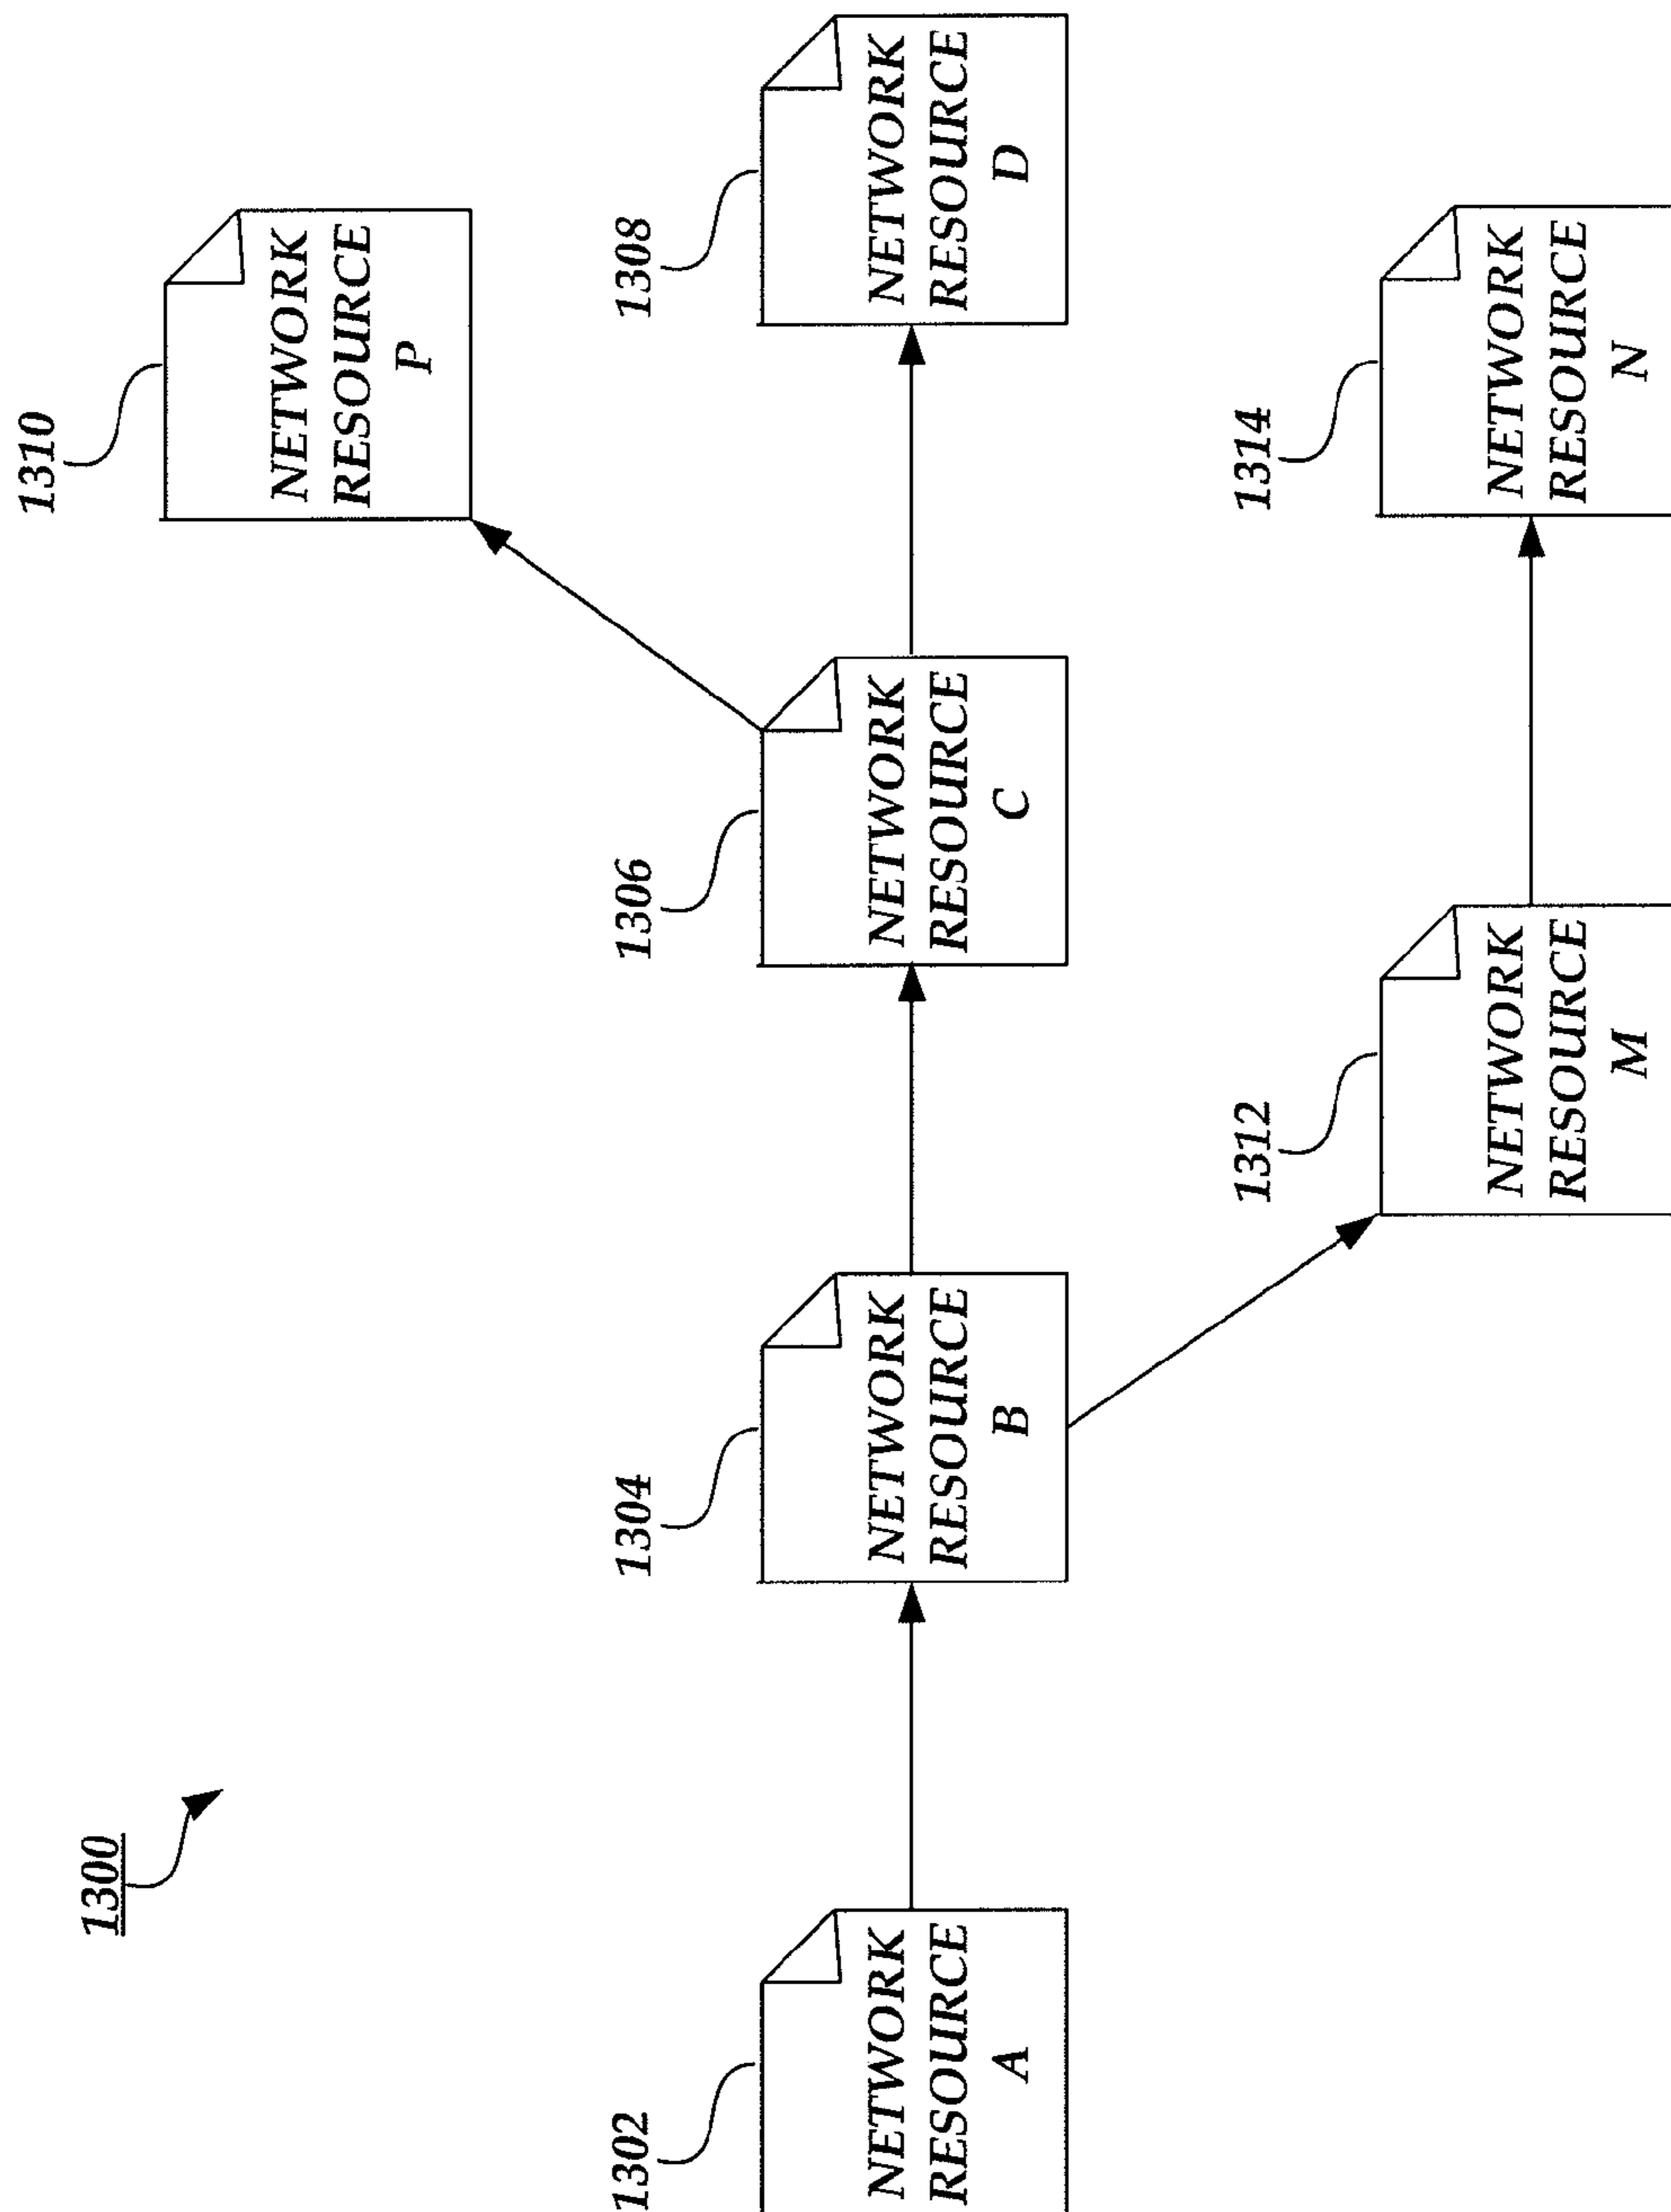 1300
1310
NETWORK
RESOURCE
P
1302
NETWORK
RESOURCE
A
1304
NETWORK
RESOURCE
B
1306
NETWORK
RESOURCE
C
1308
NETWORK
RESOURCE
D
1312
NETWORK
RESOURCE
M
1314
NETWORK
RESOURCE
N